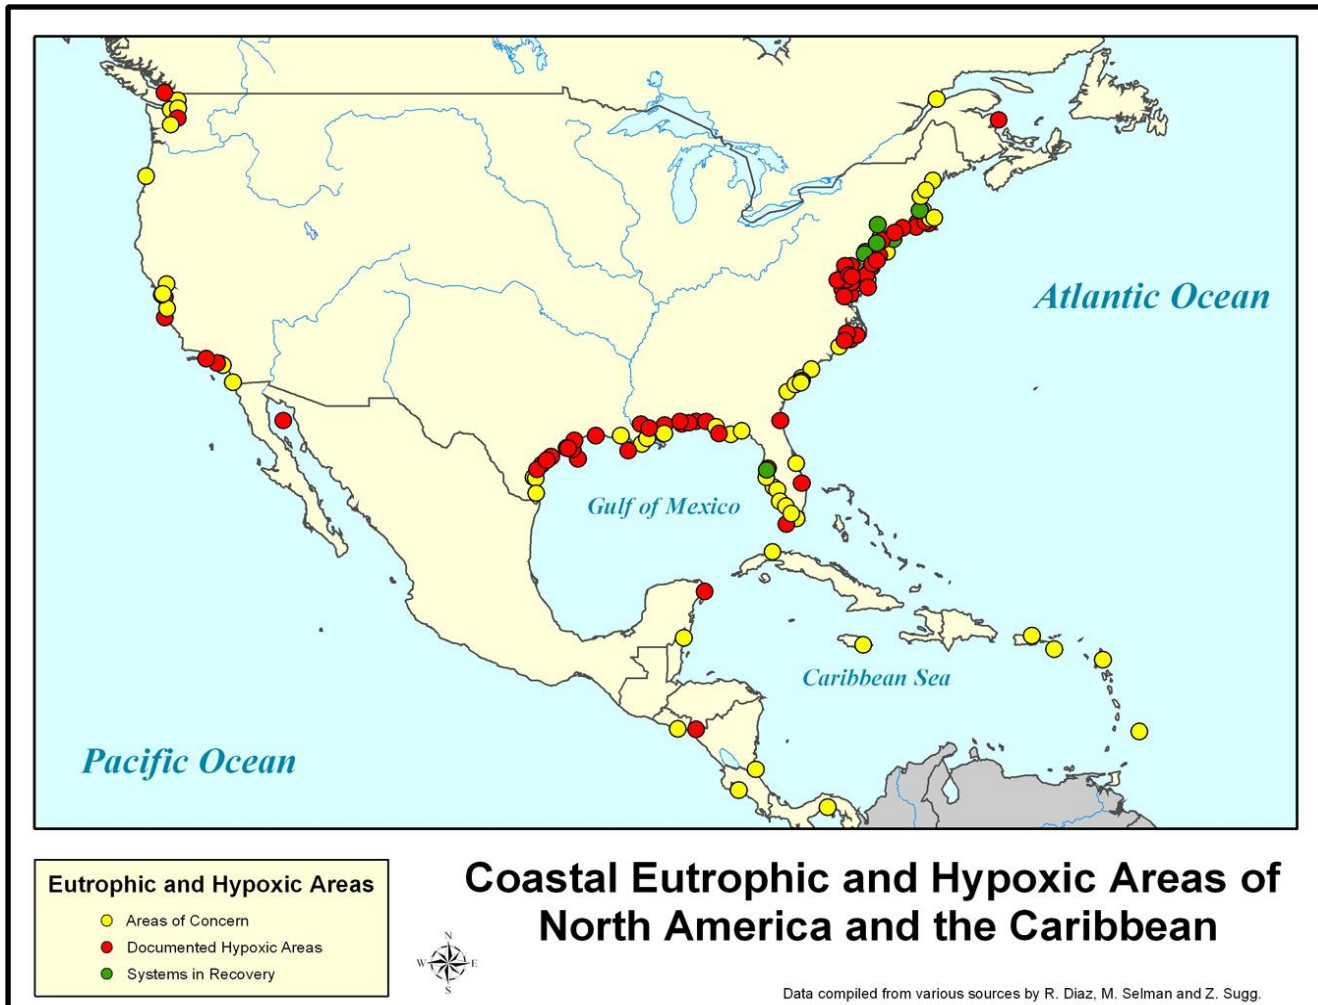 Atlantic Ocean
Gulf of Mexico
Caribbean Sea
Pacific Ocean
Eutrophic and Hypoxic Areas
Areas of Concern
Documented Hypoxic Areas
Systems in Recovery
N
W E
S
Coastal Eutrophic and Hypoxic Areas of
North America and the Caribbean
Data compiled from various sources by R. Diaz, M. Selman and Z. Sugg.